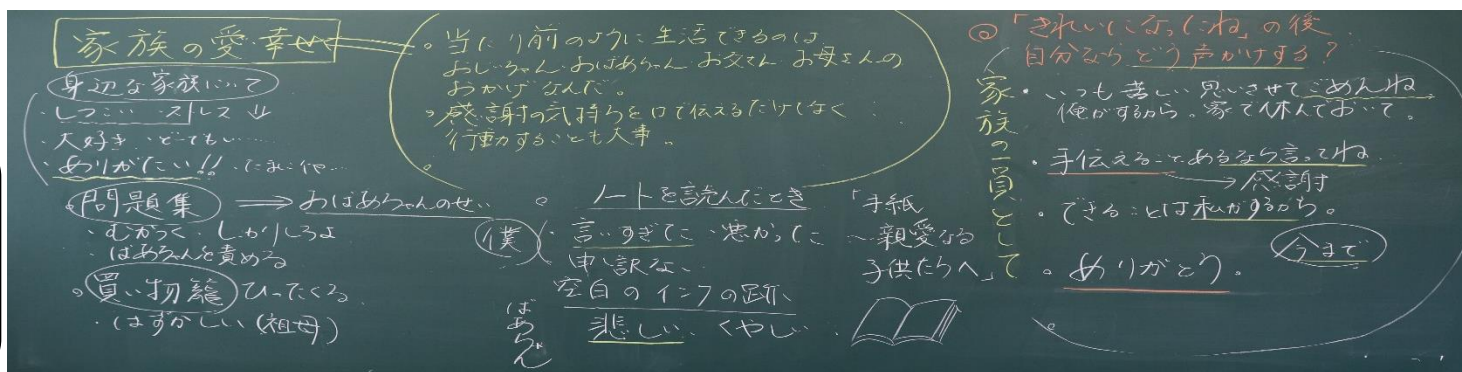 家族の愛・幸せ
身辺な家族について
・しつこい ・ストレス ↓
・大好き ・とても…
・ありがたい!! ・たまにいや…
◦問題集 ⇒ おばあちゃんのせい
・むかつく ・しっかりしろよ
・ばあちゃんを責める
◦買い物籠 ひったくる
・はずかしい(祖母)
◦当たり前のように生活できるのは、
おじいちゃん おばあちゃん お父さん お母さんの
おかげなんだ。
◦感謝の気持ちを口で伝えるだけでなく
行動することも大事。
◦ノートを読んだとき
僕
・言いすぎた ・悪かった
申し訳ない
空白のインクの跡
ばあちゃん
悲しい くやしい
「手紙
~親愛なる
子供たちへ」
家族の一員として
◎「きれいになったね」の後
自分ならどう声かけする?
・いつも苦しい思いさせてごめんね。
俺がするから。家で休んでおいて。
・手伝えることあるなら言ってね
→感謝
・できることは私がするから。
今まで
◦ありがとう。